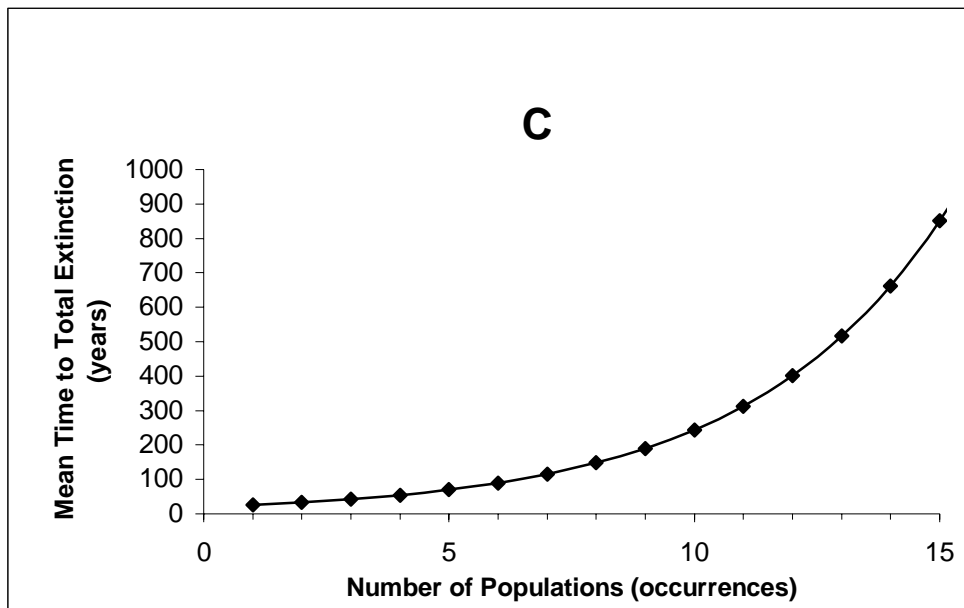 C
Mean Time to Total Extinction
(years)
1000
900
800
700
600
500
400
300
200
100
0
0 5 10 15
Number of Populations (occurrences)